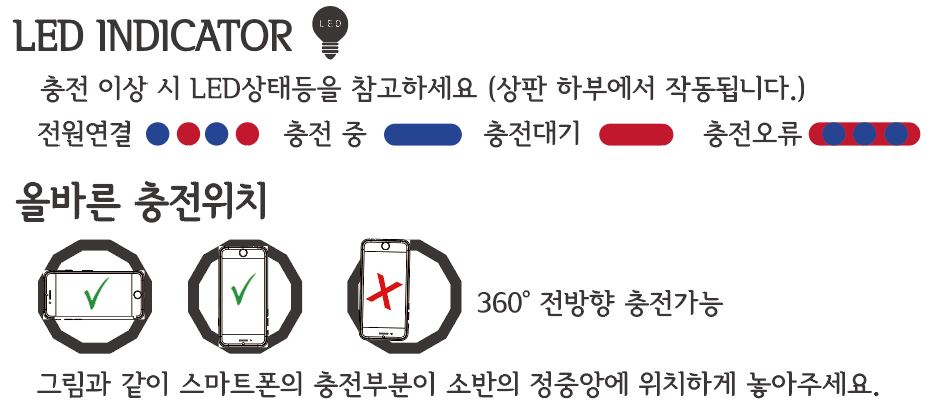 LED INDICATOR LED
충전 이상 시 LED상태등을 참고하세요 (상판 하부에서 작동됩니다.)
전원연결 충전 중 충전대기 충전오류
올바른 충전위치
360° 전방향 충전가능
그림과 같이 스마트폰의 충전부분이 소반의 정중앙에 위치하게 놓아주세요.